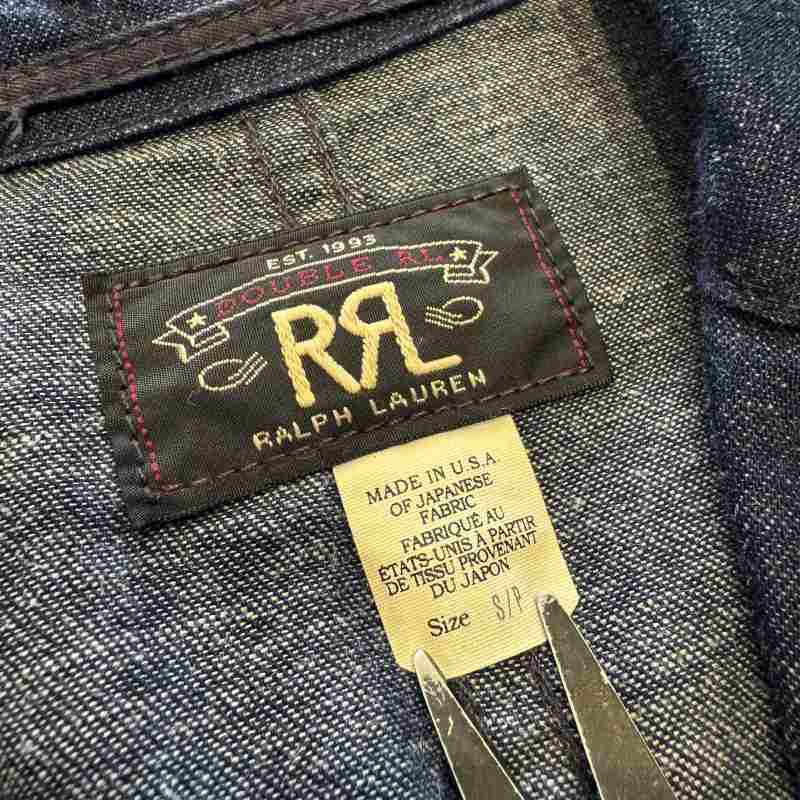 EST. 1993
DOUBLE RL
RRL
RALPH LAUREN
MADE IN U.S.A.
OF JAPANESE
FABRIC
FABRIQUÉ AU
ÉTATS-UNIS À PARTIR
DE TISSU PROVENANT
DU JAPON
Size S/P